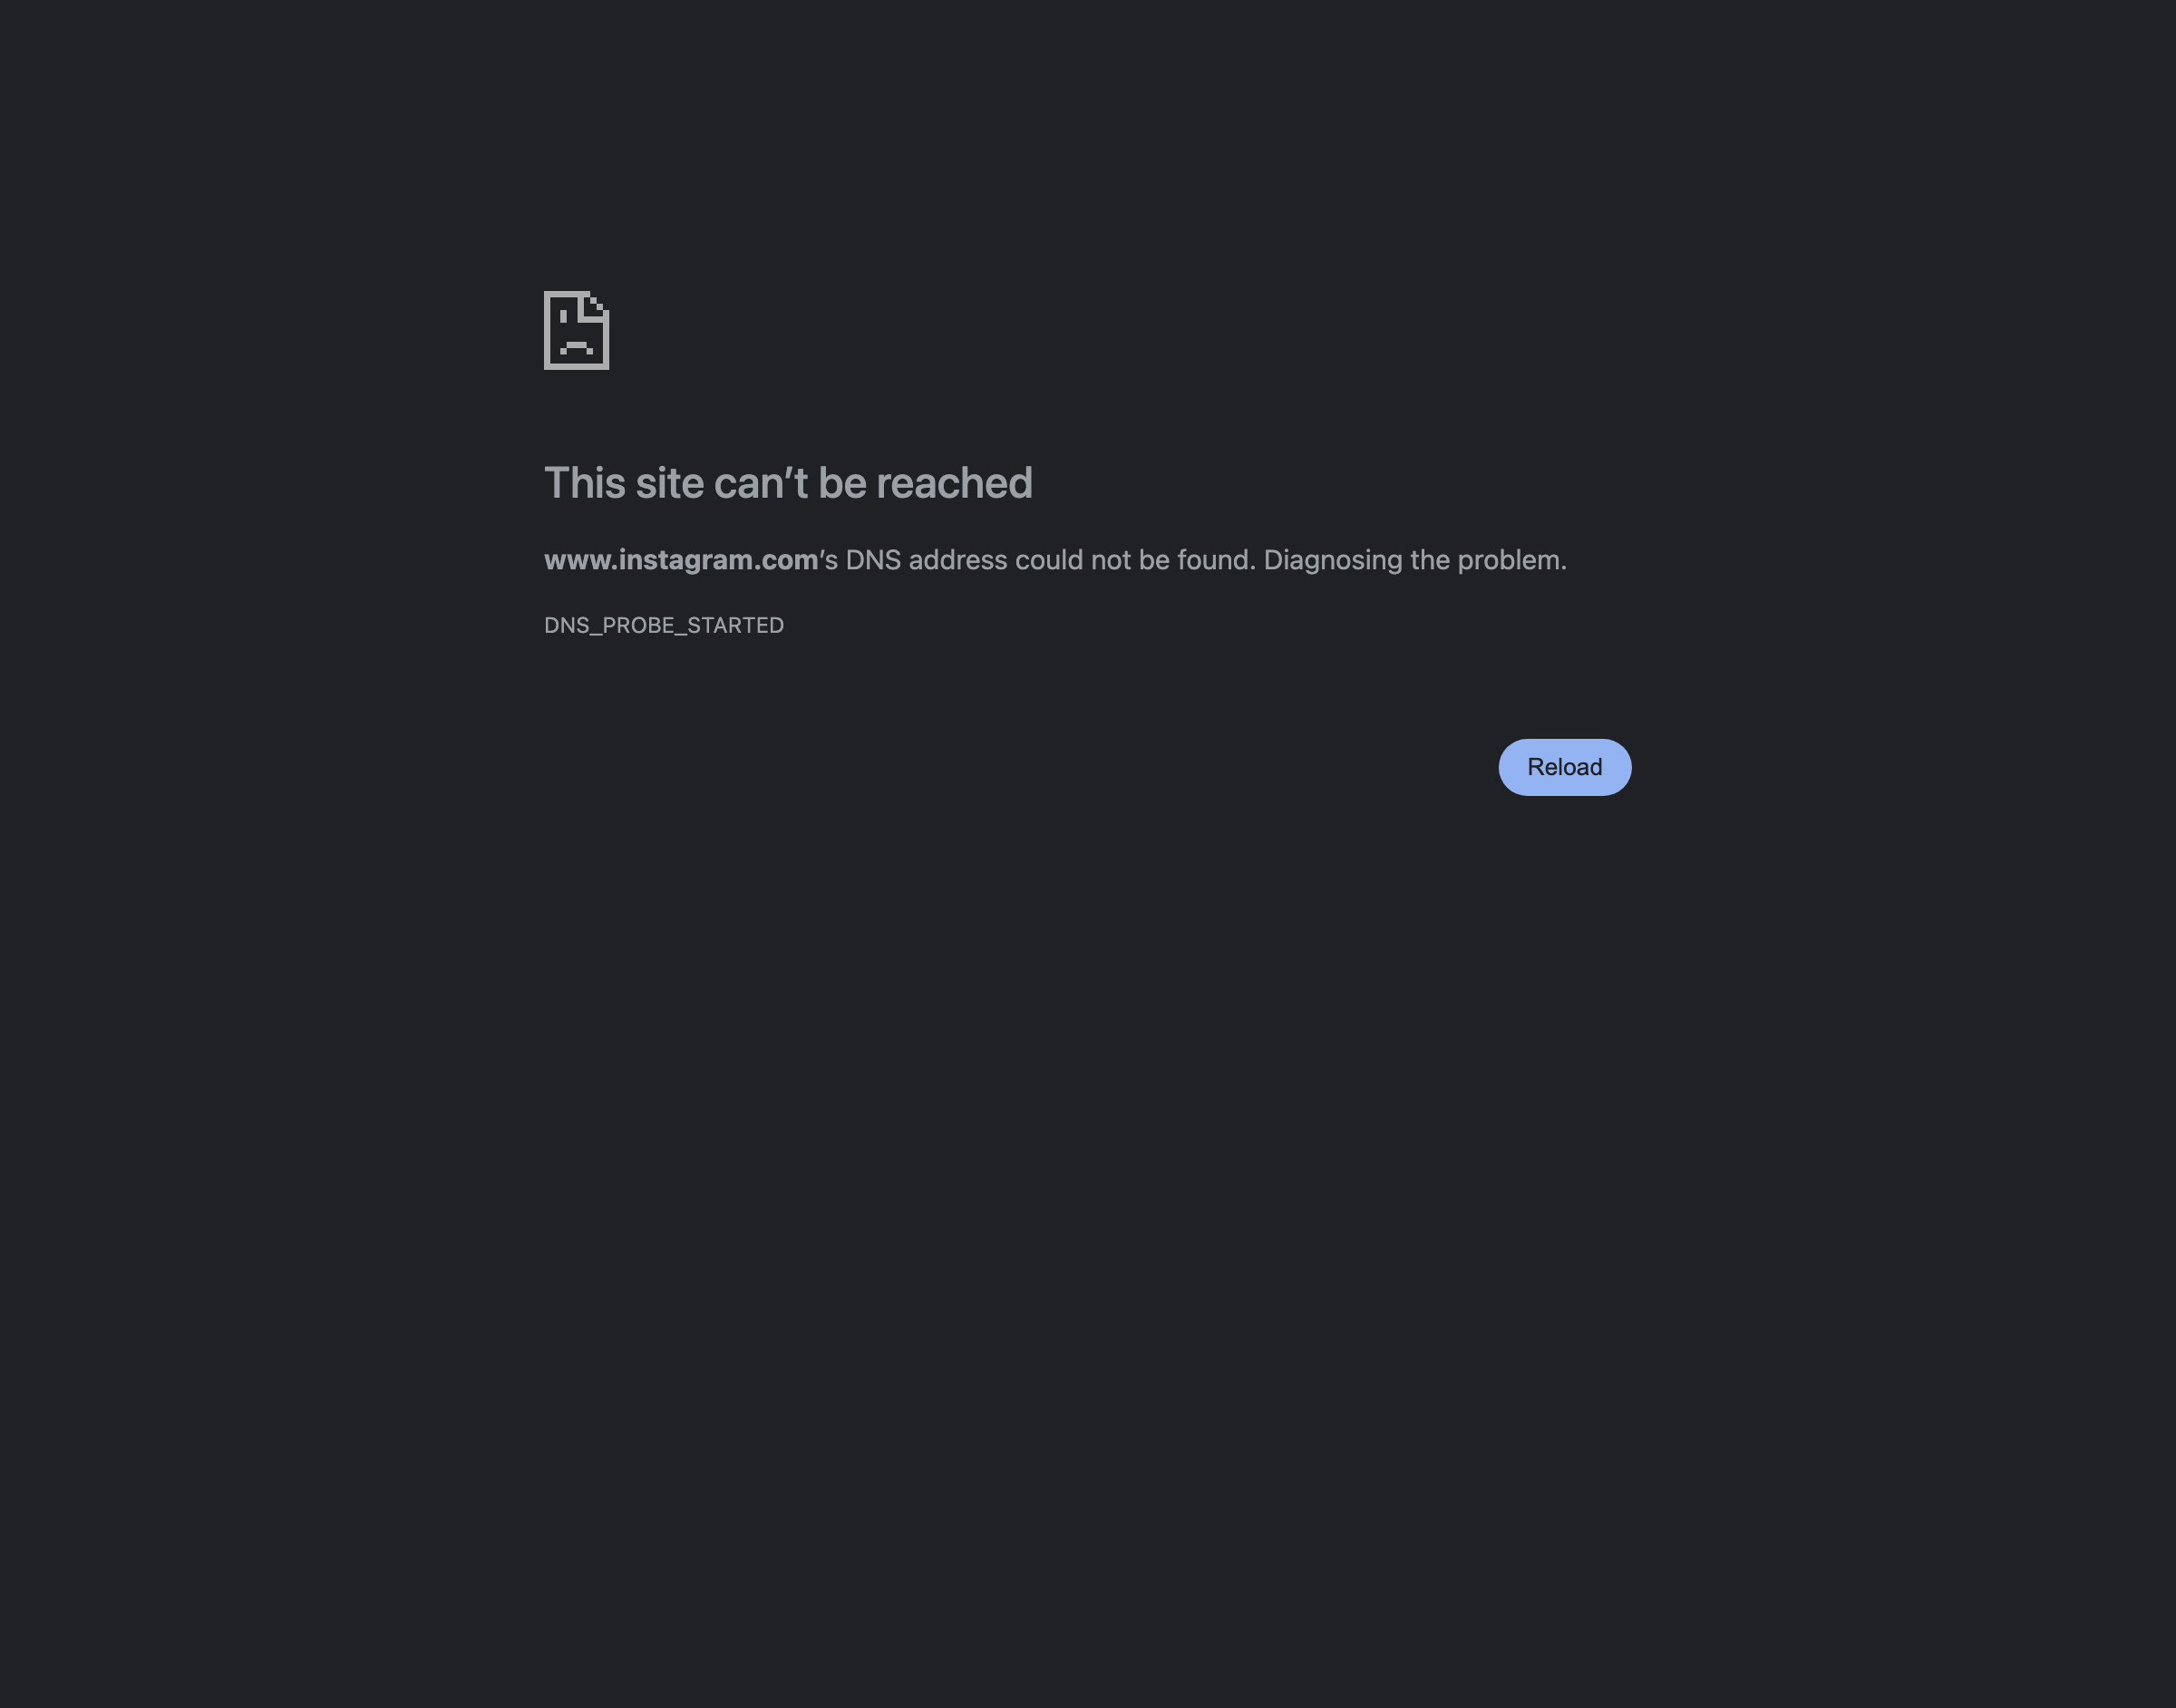 This site can’t be reached
www.instagram.com’s DNS address could not be found. Diagnosing the problem.
DNS_PROBE_STARTED
Reload